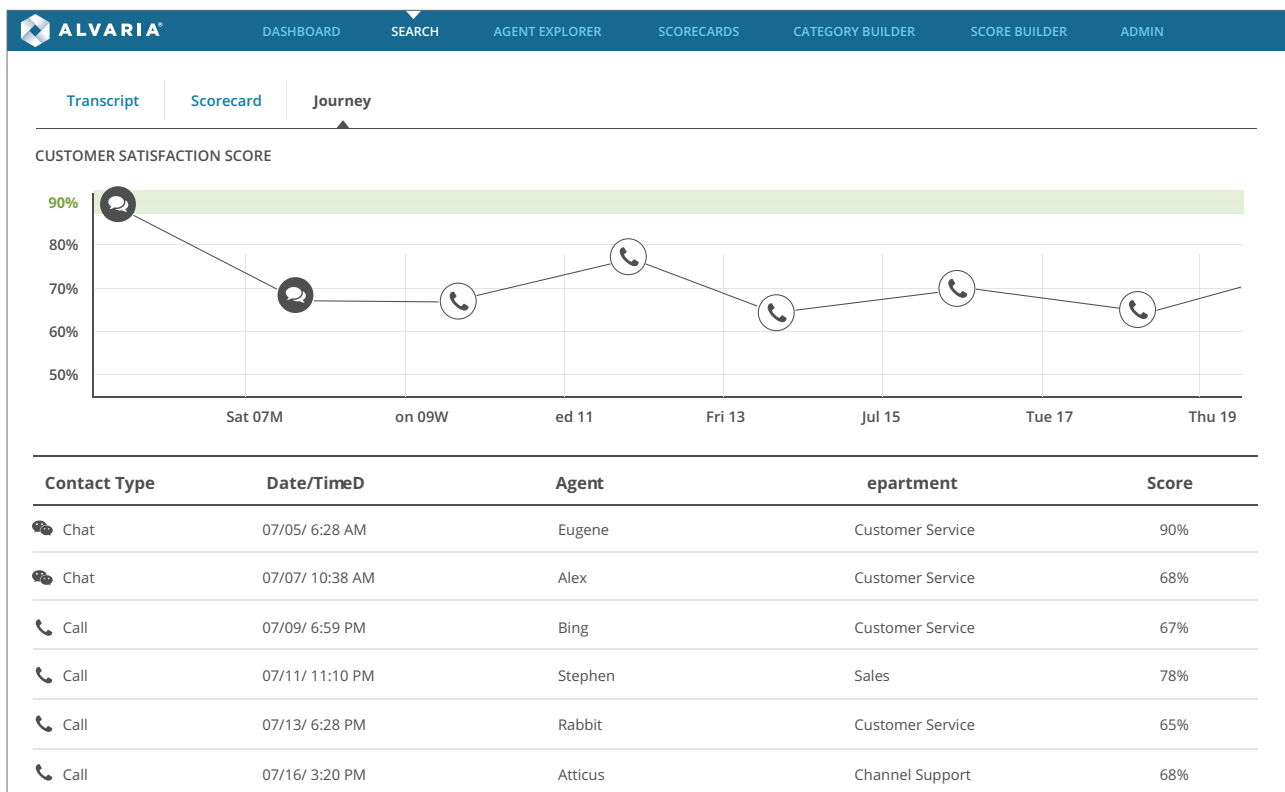 ALVARIA® DASHBOARD SEARCH AGENT EXPLORER SCORECARDS CATEGORY BUILDER SCORE BUILDER ADMIN
Transcript Scorecard Journey
CUSTOMER SATISFACTION SCORE
90%
80%
70%
60%
50%
Sat 07M on 09W ed 11 Fri 13 Jul 15 Tue 17 Thu 19
Contact Type Date/TimeD Agent epartment Score
Chat 07/05/ 6:28 AM Eugene Customer Service 90%
Chat 07/07/ 10:38 AM Alex Customer Service 68%
Call 07/09/ 6:59 PM Bing Customer Service 67%
Call 07/11/ 11:10 PM Stephen Sales 78%
Call 07/13/ 6:28 PM Rabbit Customer Service 65%
Call 07/16/ 3:20 PM Atticus Channel Support 68%